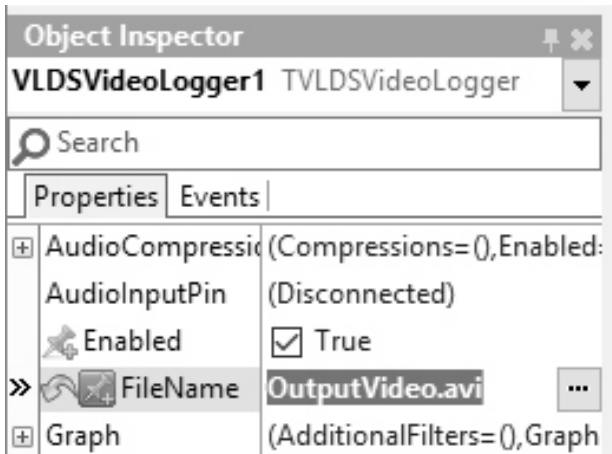 Object Inspector
VLDSVideoLogger1 TVLDSVideoLogger
Search
Properties Events
AudioCompressi (Compressions=(),Enabled=
AudioInputPin (Disconnected)
Enabled True
FileName OutputVideo.avi ...
Graph (AdditionalFilters=(),Graph